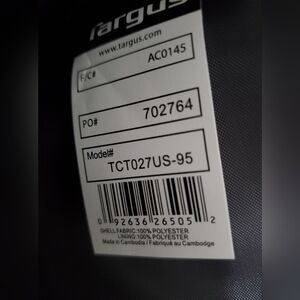 Targus
www.targus.com
F/C#
AC0145
PO#
702764
Model#
TCT027US-95
0 92636 26505 2
SHELL FABRIC:100% POLYESTER
LINING:100% POLYESTER
Made in Cambodia / Fabriqué au Cambodge